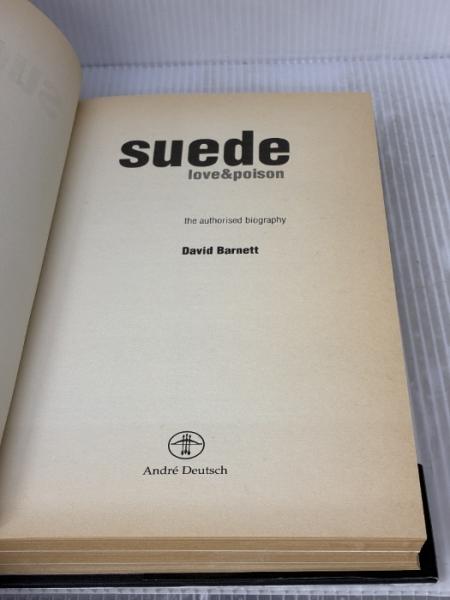 suede
love&poison
the authorised biography
David Barnett
André Deutsch